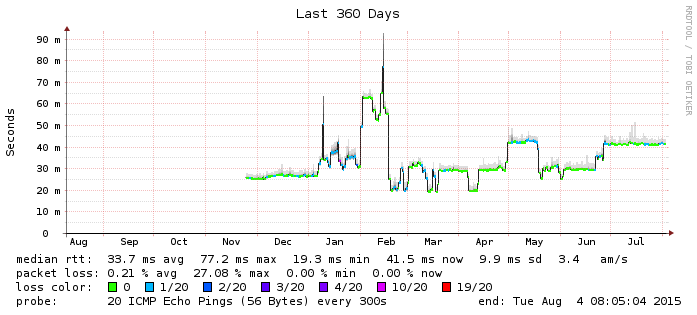 Last 360 Days
RRDTOOL / TOBI OETIKER
Seconds
90 m
80 m
70 m
60 m
50 m
40 m
30 m
20 m
10 m
0
Aug Sep Oct Nov Dec Jan Feb Mar Apr May Jun Jul
median rtt: 33.7 ms avg 77.2 ms max 19.3 ms min 41.5 ms now 9.9 ms sd 3.4 am/s
packet loss: 0.21 % avg 27.08 % max 0.00 % min 0.00 % now
loss color: 0 1/20 2/20 3/20 4/20 10/20 19/20
probe: 20 ICMP Echo Pings (56 Bytes) every 300s end: Tue Aug 4 08:05:04 2015